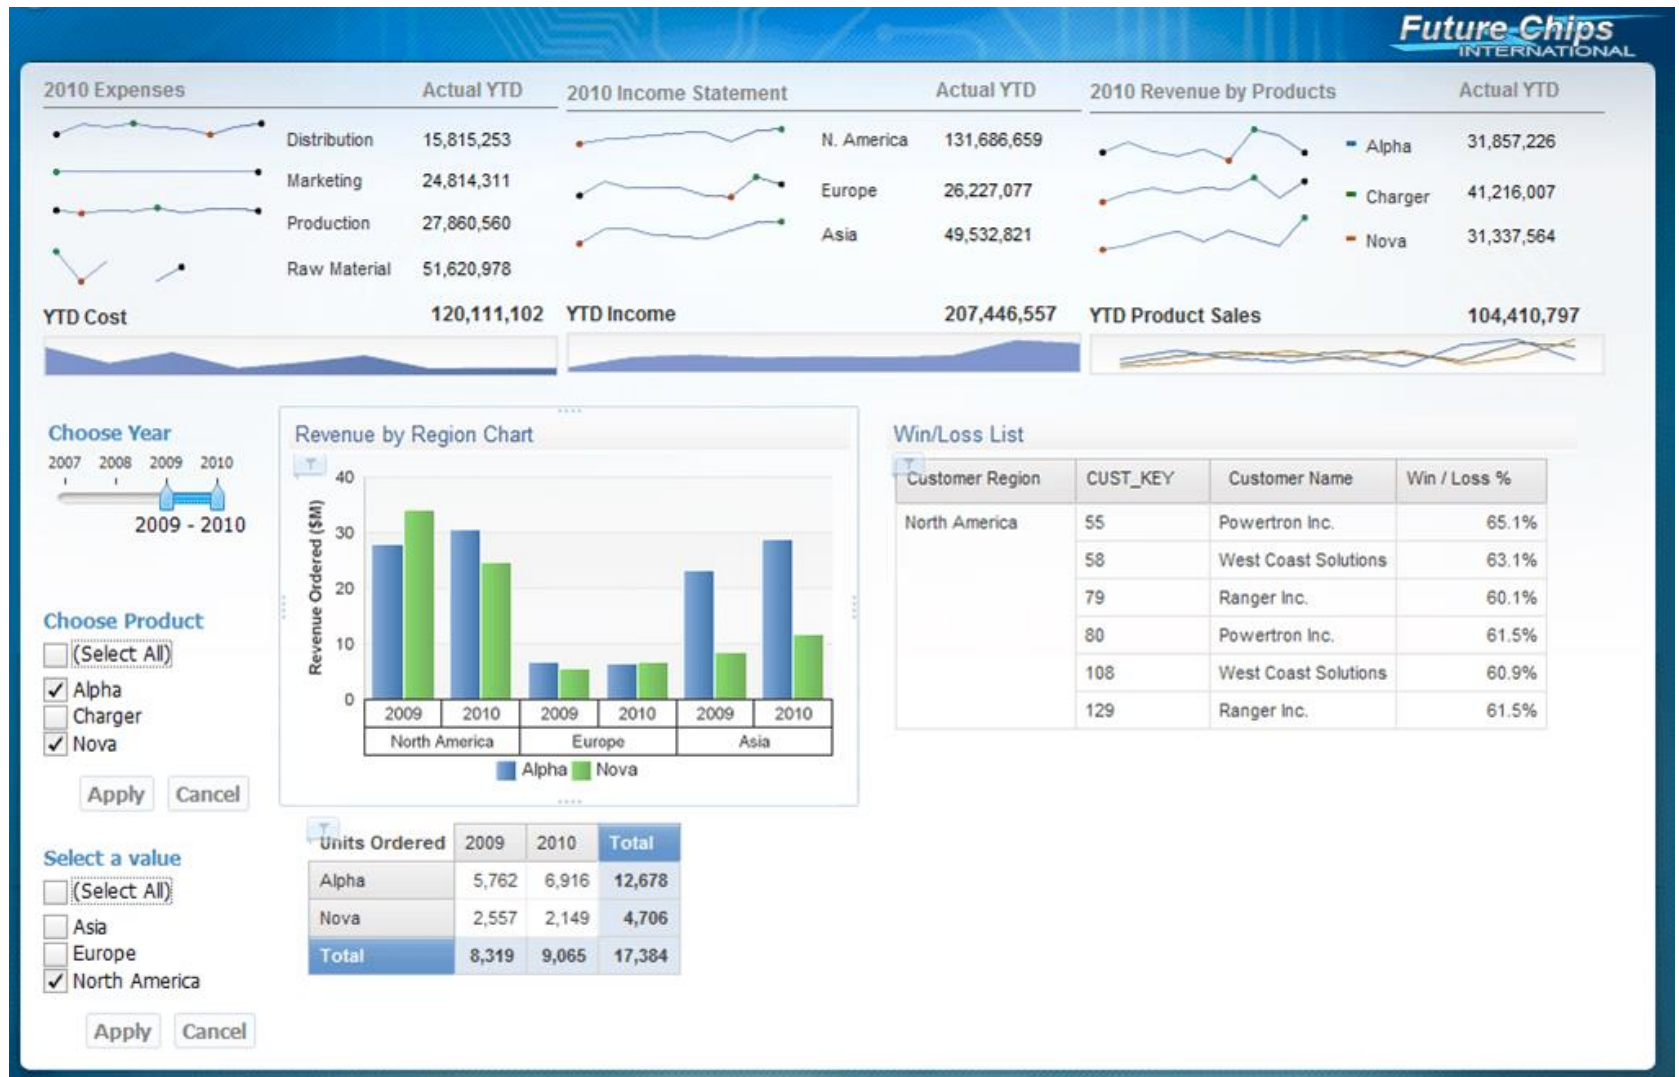 Future Chips
INTERNATIONAL
2010 Expenses Actual YTD
Distribution 15,815,253
Marketing 24,814,311
Production 27,860,560
Raw Material 51,620,978
YTD Cost 120,111,102
2010 Income Statement Actual YTD
N. America 131,686,659
Europe 26,227,077
Asia 49,532,821
YTD Income 207,446,557
2010 Revenue by Products Actual YTD
Alpha 31,857,226
Charger 41,216,007
Nova 31,337,564
YTD Product Sales 104,410,797
Choose Year
2007 2008 2009 2010
2009 - 2010
Choose Product
(Select All)
Alpha
Charger
Nova
Apply Cancel
Select a value
(Select All)
Asia
Europe
North America
Apply Cancel
Revenue by Region Chart
Revenue Ordered ($M)
40
30
20
10
0
2009 2010 2009 2010 2009 2010
North America Europe Asia
Alpha Nova
Units Ordered 2009 2010 Total
Alpha 5,762 6,916 12,678
Nova 2,557 2,149 4,706
Total 8,319 9,065 17,384
Win/Loss List
Customer Region CUST_KEY Customer Name Win / Loss %
North America 55 Powertron Inc. 65.1%
58 West Coast Solutions 63.1%
79 Ranger Inc. 60.1%
80 Powertron Inc. 61.5%
108 West Coast Solutions 60.9%
129 Ranger Inc. 61.5%